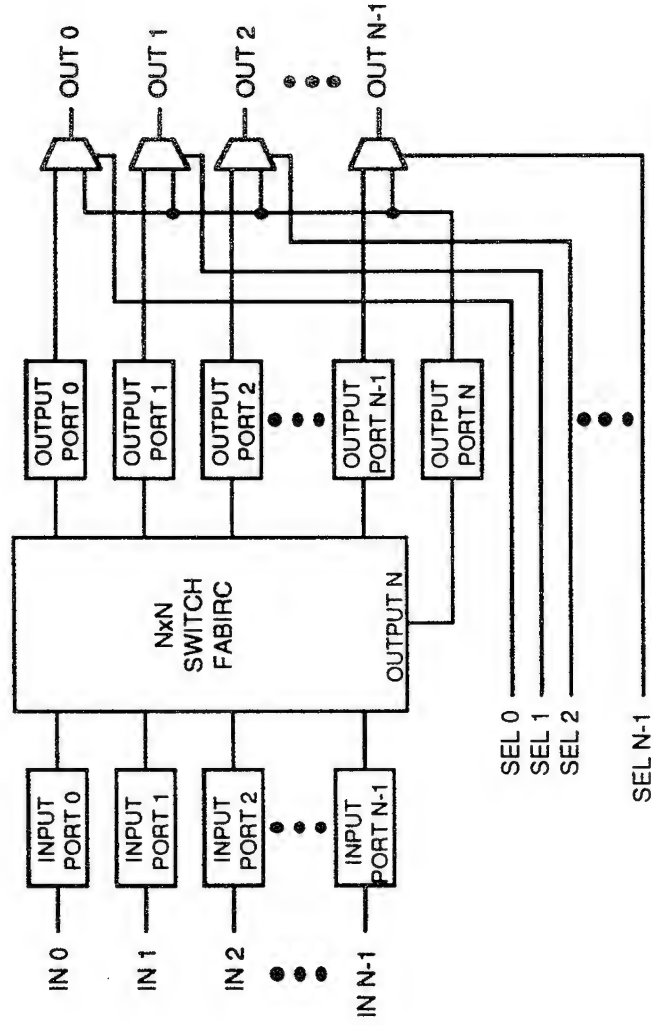 IN 0
IN 1
IN 2
IN N-1
INPUT
PORT 0
INPUT
PORT 1
INPUT
PORT 2
INPUT
PORT N-1
NxN
SWITCH
FABIRC
OUTPUT N
OUTPUT
PORT 0
OUTPUT
PORT 1
OUTPUT
PORT 2
OUTPUT
PORT N-1
OUTPUT
PORT N
OUT 0
OUT 1
OUT 2
OUT N-1
SEL 0
SEL 1
SEL 2
SEL N-1